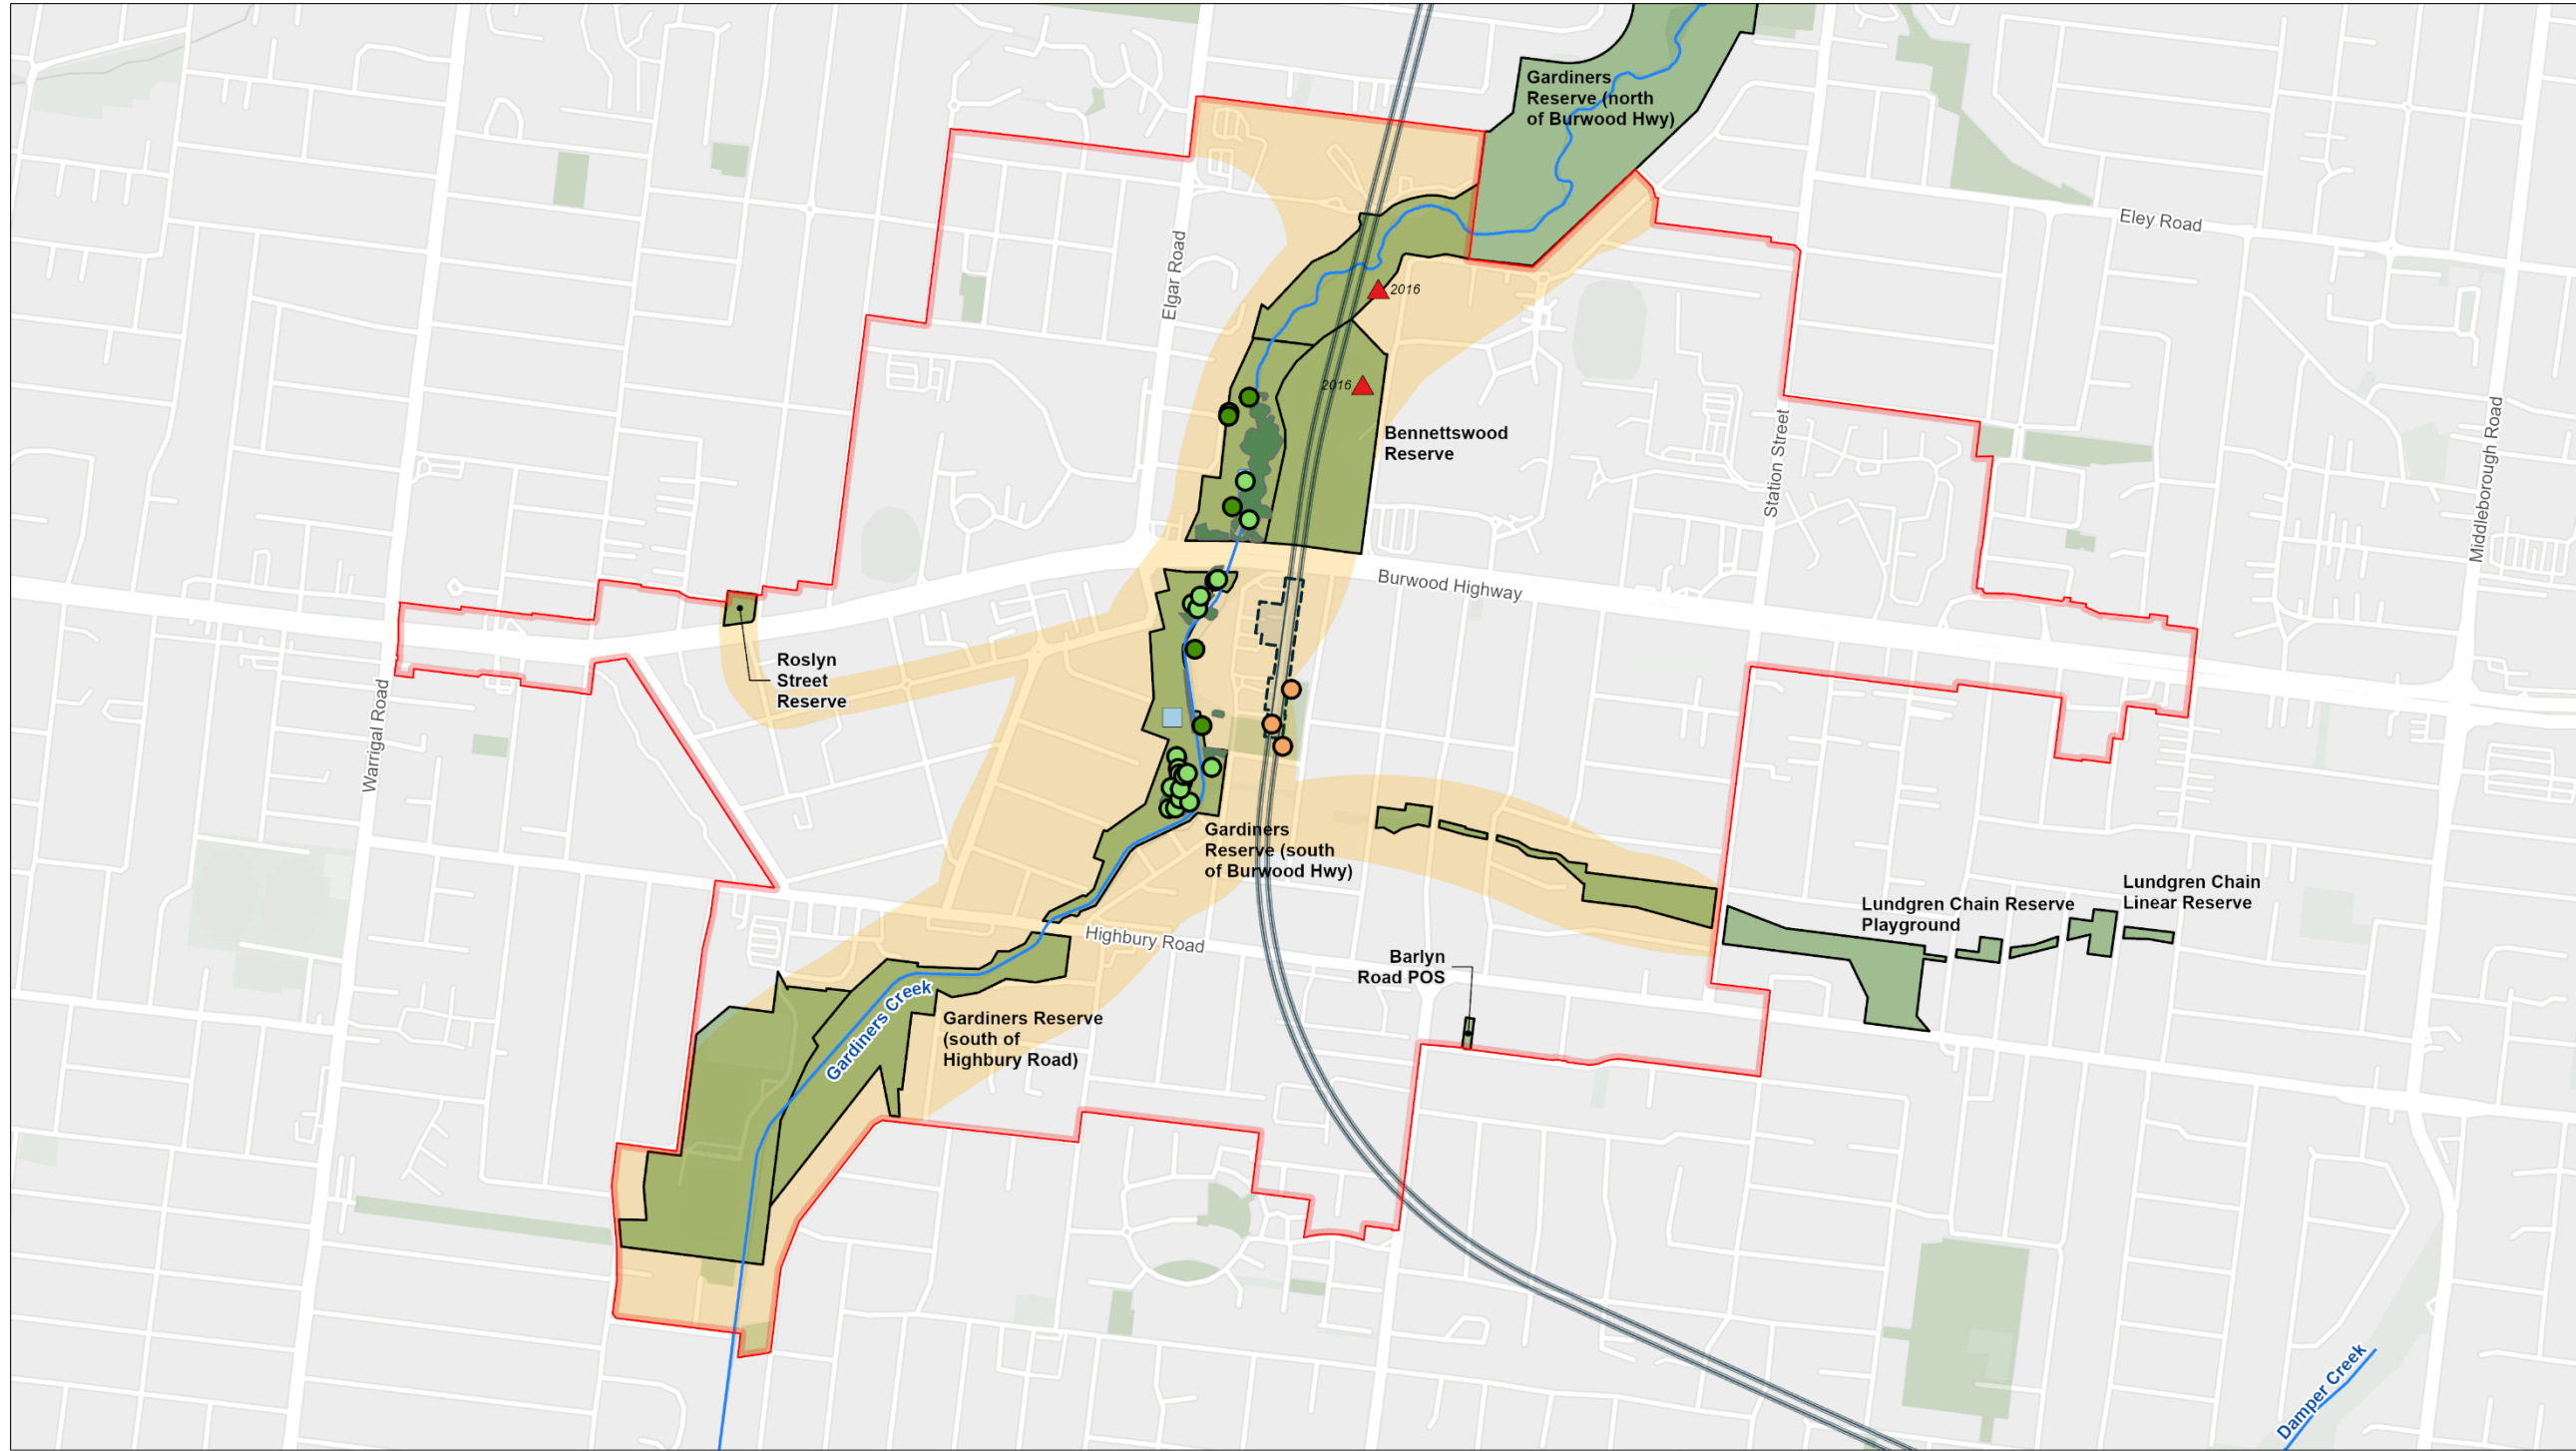 Gardiners
Reserve (north
of Burwood Hwy)
Eley Road
Elgar Road
2016
2016
Bennettswood
Reserve
Station Street
Middleborough Road
Burwood Highway
Roslyn
Street
Reserve
Warrigal Road
Gardiners
Reserve (south
of Burwood Hwy)
Lundgren Chain
Linear Reserve
Lundgren Chain Reserve
Playground
Highbury Road
Barlyn
Road POS
Gardiners Creek
Gardiners Reserve
(south of
Highbury Road)
Damper Creek